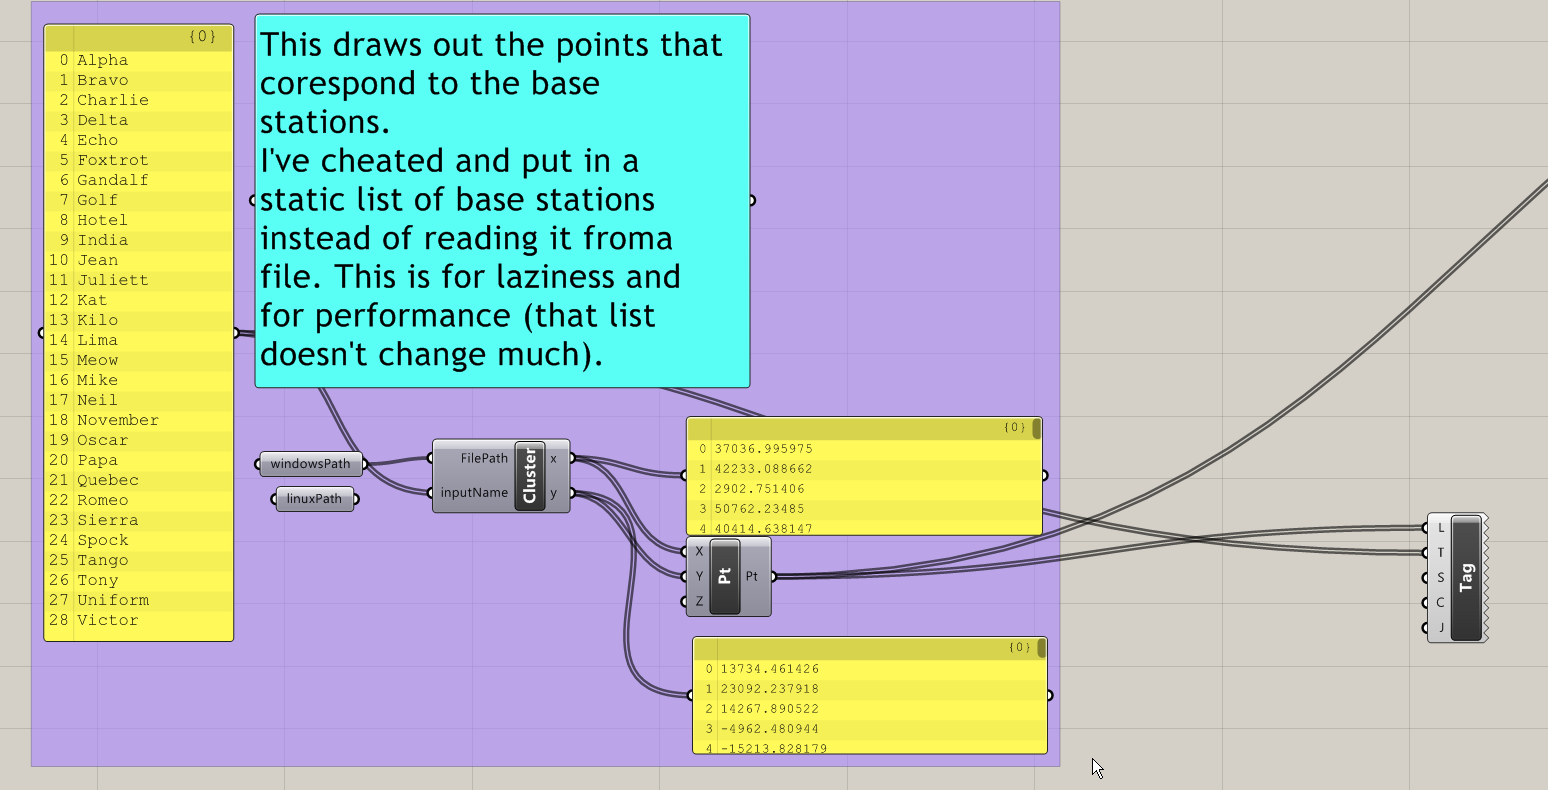 {0}
0 Alpha
1 Bravo
2 Charlie
3 Delta
4 Echo
5 Foxtrot
6 Gandalf
7 Golf
8 Hotel
9 India
10 Jean
11 Juliett
12 Kat
13 Kilo
14 Lima
15 Meow
16 Mike
17 Neil
18 November
19 Oscar
20 Papa
21 Quebec
22 Romeo
23 Sierra
24 Spock
25 Tango
26 Tony
27 Uniform
28 Victor
This draws out the points that
corespond to the base
stations.
I've cheated and put in a
static list of base stations
instead of reading it froma
file. This is for laziness and
for performance (that list
doesn't change much).
windowsPath
linuxPath
FilePath
inputName
Cluster
x
y
{0}
0 37036.995975
1 42233.088662
2 2902.751406
3 50762.23485
4 40414.638147
X
Y
Z
Pt
Pt
{0}
0 13734.461426
1 23092.237918
2 14267.890522
3 -4962.480944
4 -15213.828179
L
T
S
C
J
Tag